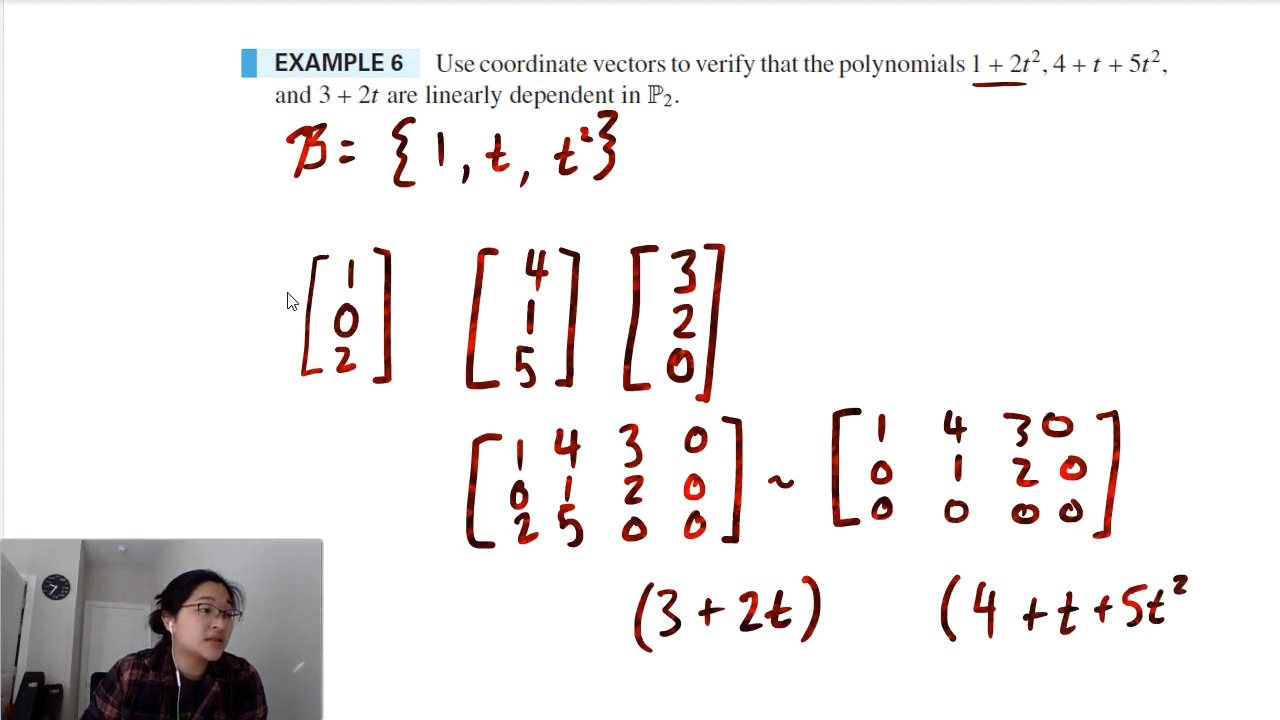 EXAMPLE 6 Use coordinate vectors to verify that the polynomials 1 + 2t², 4 + t + 5t²,
and 3 + 2t are linearly dependent in ℙ₂.
B = {1, t, t²}
[1 [4 [3
0 1 2
2] 5] 0]
[1 4 3 0 [1 4 3 0
0 1 2 0 ~ 0 1 2 0
2 5 0 0] 0 0 0 0]
(3 + 2t) (4 + t + 5t²